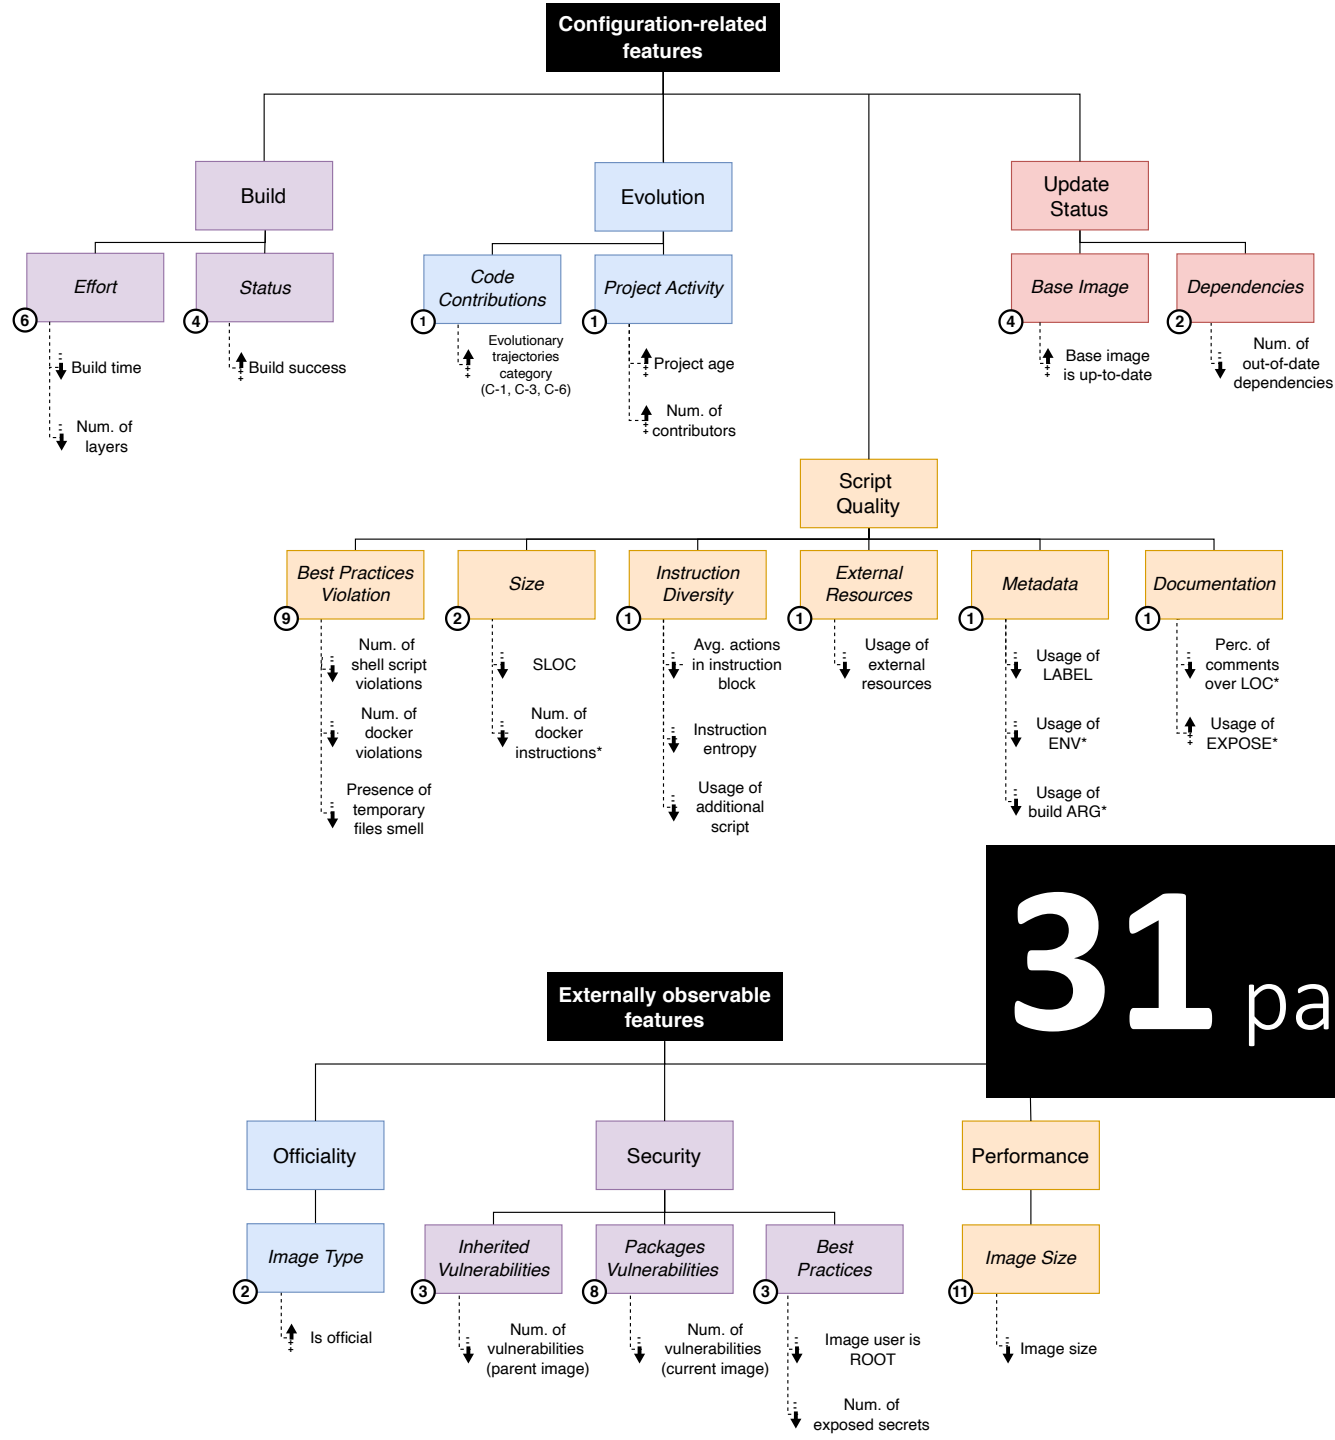 Configuration-related
features
Build
Evolution
Update
Status
Effort
Status
Code
Contributions
Project Activity
Base Image
Dependencies
6
4
1
1
4
2
Build time
Num. of
layers
Build success
Evolutionary
trajectories
category
(C-1, C-3, C-6)
Project age
Num. of
contributors
Base image
is up-to-date
Num. of
out-of-date
dependencies
Script
Quality
Best Practices
Violation
Size
Instruction
Diversity
External
Resources
Metadata
Documentation
9
2
1
1
1
1
Num. of
shell script
violations
Num. of
docker
violations
Presence of
temporary
files smell
SLOC
Num. of
docker
instructions*
Avg. actions
in instruction
block
Instruction
entropy
Usage of
additional
script
Usage of
external
resources
Usage of
LABEL
Usage of
ENV*
Usage of
build ARG*
Perc. of
comments
over LOC*
Usage of
EXPOSE*
31 pa
Externally observable
features
Officiality
Security
Performance
Image Type
Inherited
Vulnerabilities
Packages
Vulnerabilities
Best
Practices
Image Size
2
3
8
3
11
Is official
Num. of
vulnerabilities
(parent image)
Num. of
vulnerabilities
(current image)
Image user is
ROOT
Num. of
exposed secrets
Image size